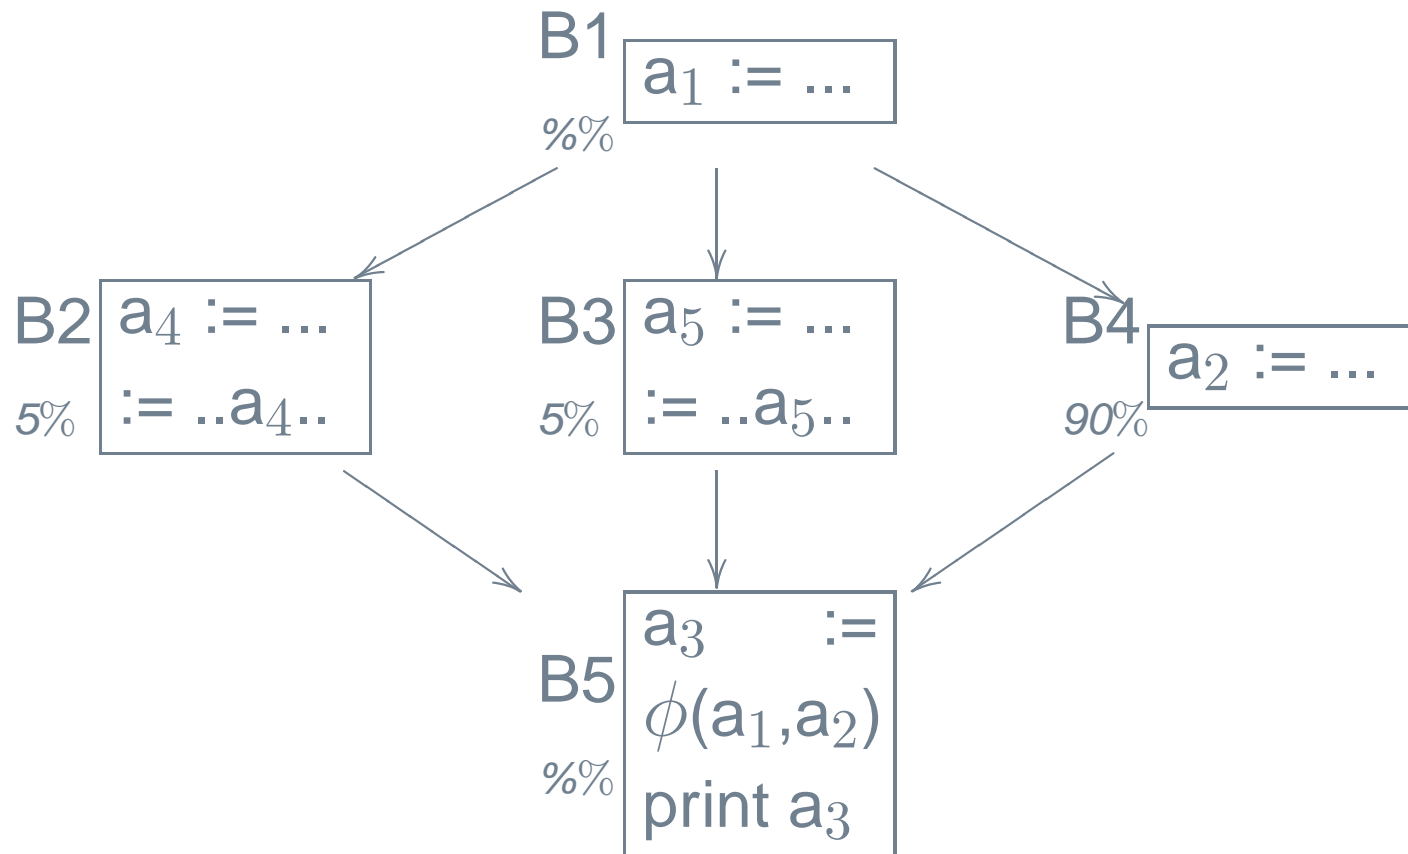 B1
a₁ := ...
%%
B2
a₄ := ...
:= ..a₄..
5%
B3
a₅ := ...
:= ..a₅..
5%
B4
a₂ := ...
90%
B5
a₃ :=
ϕ(a₁,a₂)
print a₃
%%